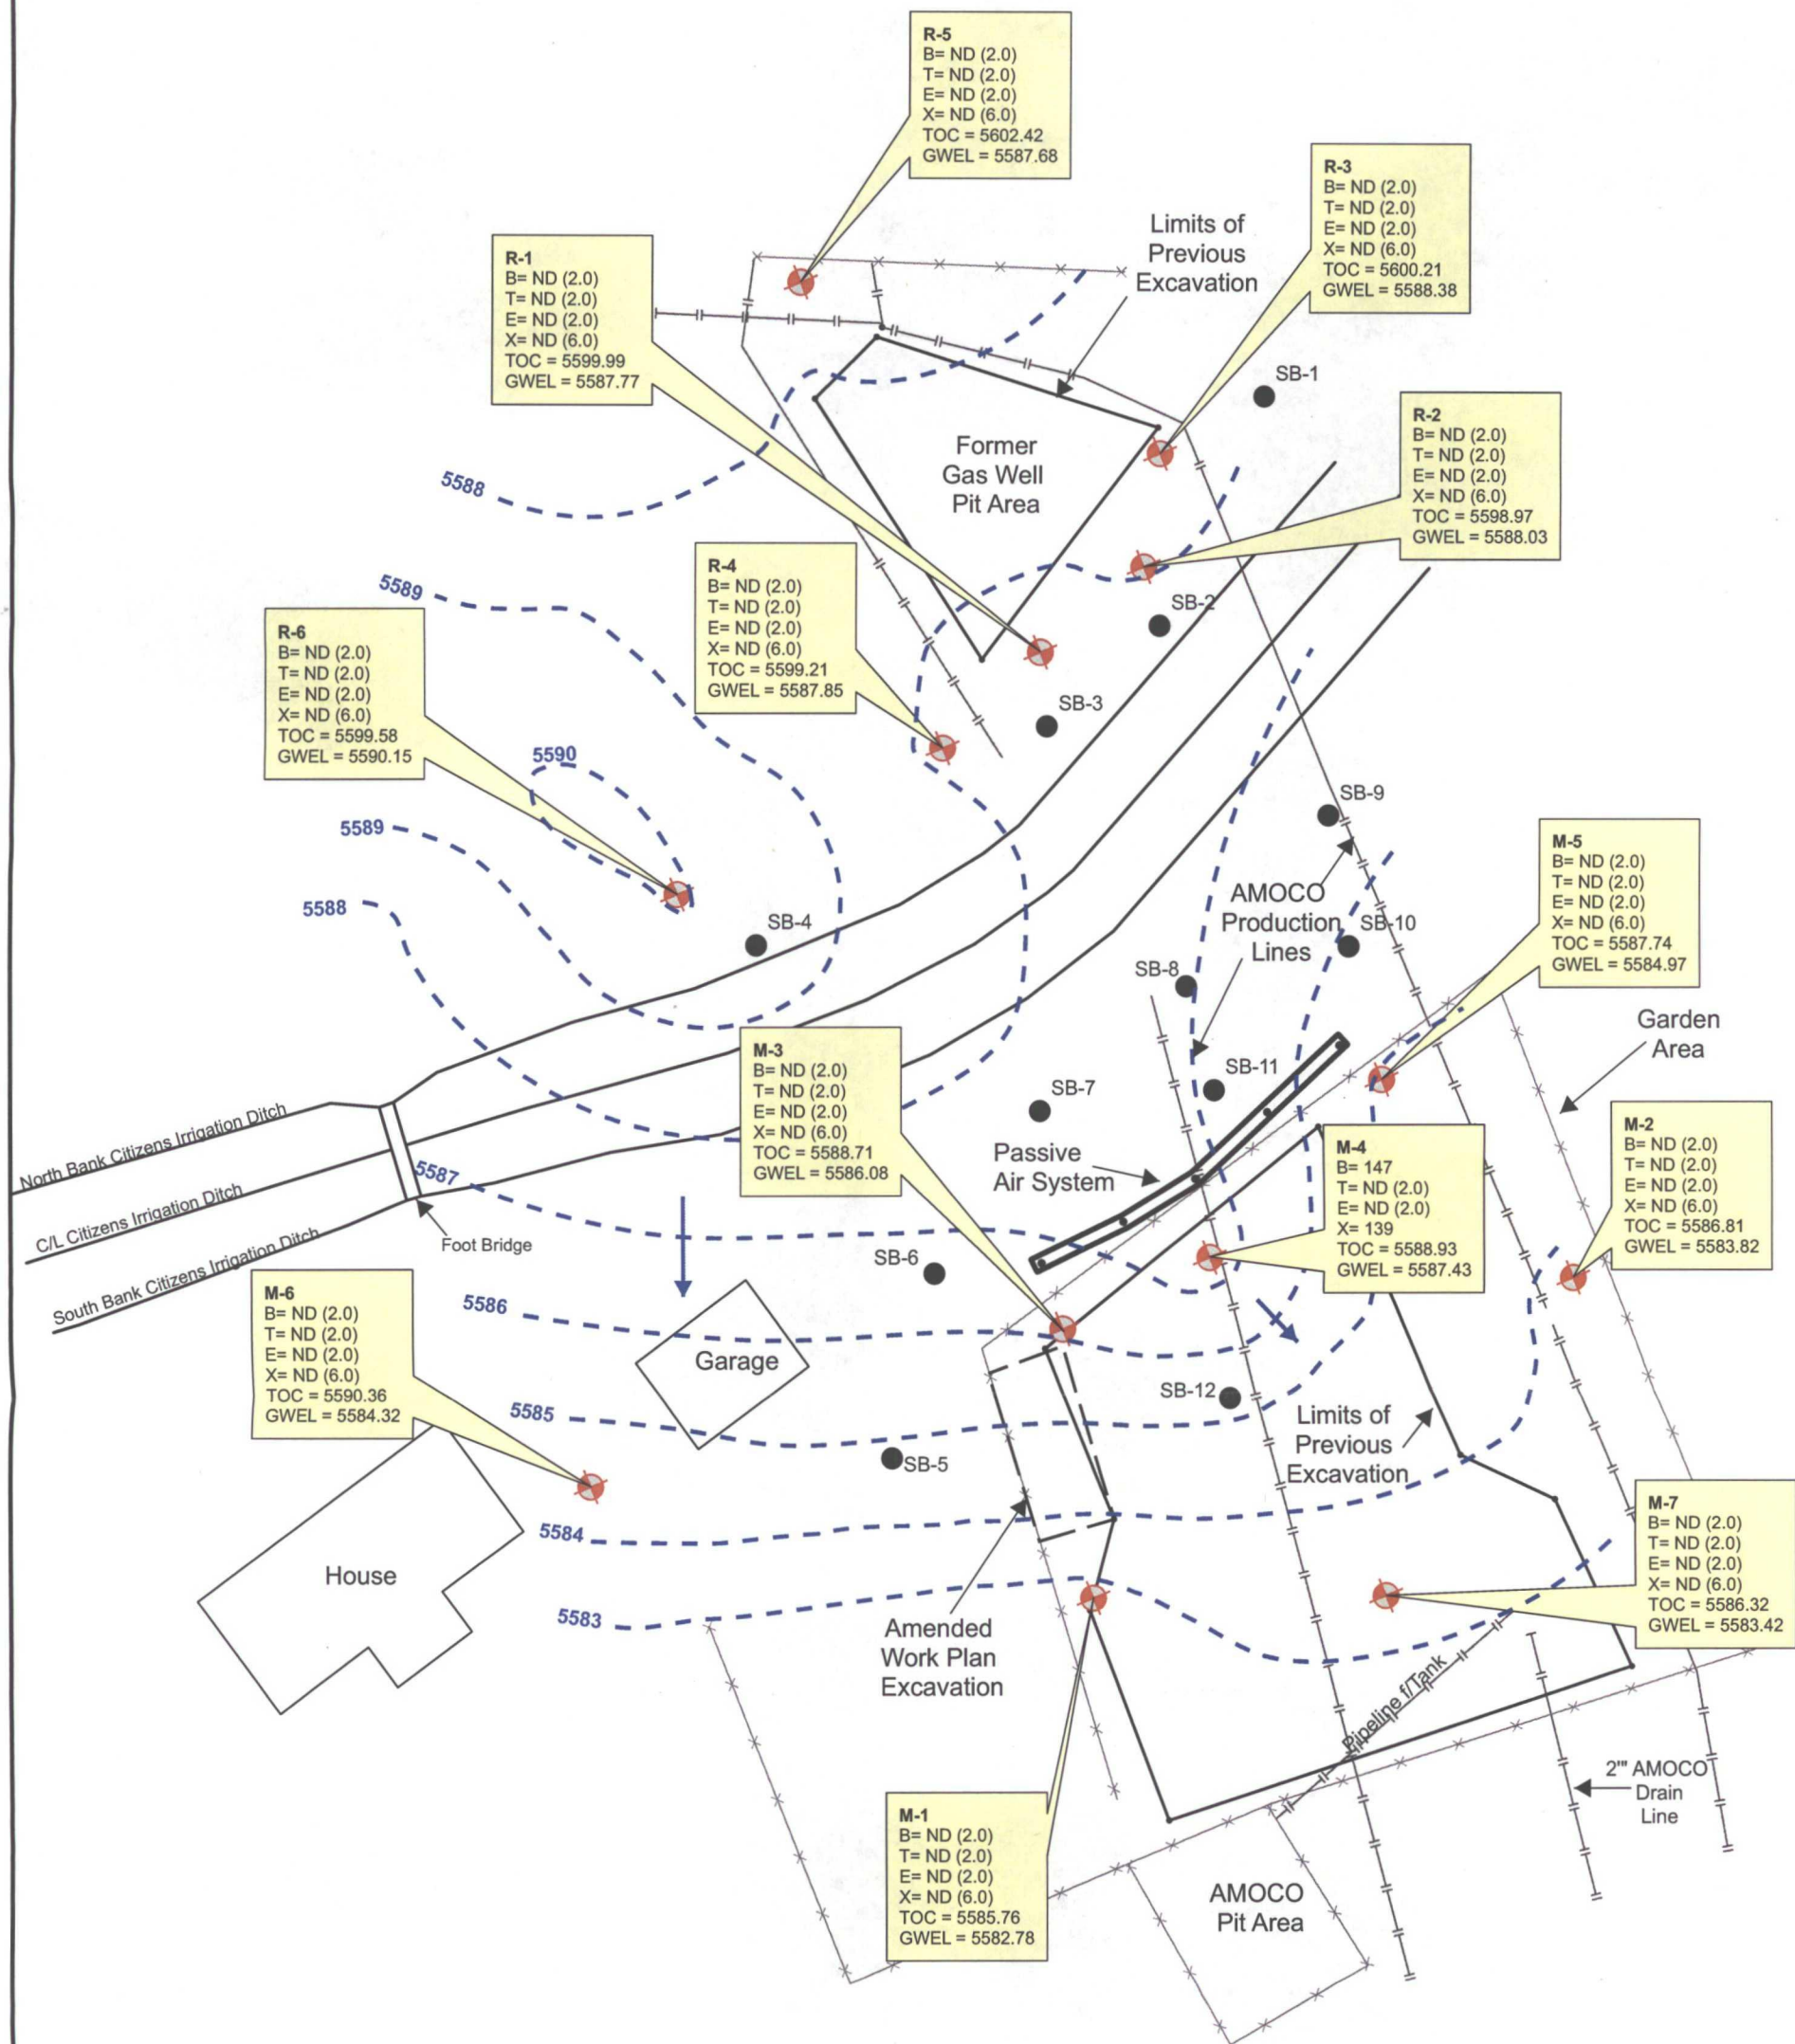 R-5
B= ND (2.0)
T= ND (2.0)
E= ND (2.0)
X= ND (6.0)
TOC = 5602.42
GWEL = 5587.68
R-3
B= ND (2.0)
T= ND (2.0)
E= ND (2.0)
X= ND (6.0)
TOC = 5600.21
GWEL = 5588.38
Limits of
Previous
Excavation
R-1
B= ND (2.0)
T= ND (2.0)
E= ND (2.0)
X= ND (6.0)
TOC = 5599.99
GWEL = 5587.77
SB-1
R-2
B= ND (2.0)
T= ND (2.0)
E= ND (2.0)
X= ND (6.0)
TOC = 5598.97
GWEL = 5588.03
Former
Gas Well
Pit Area
5588
5589
R-4
B= ND (2.0)
T= ND (2.0)
E= ND (2.0)
X= ND (6.0)
TOC = 5599.21
GWEL = 5587.85
SB-2
R-6
B= ND (2.0)
T= ND (2.0)
E= ND (2.0)
X= ND (6.0)
TOC = 5599.58
GWEL = 5590.15
SB-3
5590
SB-9
5589
M-5
B= ND (2.0)
T= ND (2.0)
E= ND (2.0)
X= ND (6.0)
TOC = 5587.74
GWEL = 5584.97
AMOCO
Production
Lines
5588
SB-4
SB-10
SB-8
Garden
Area
M-3
B= ND (2.0)
T= ND (2.0)
E= ND (2.0)
X= ND (6.0)
TOC = 5588.71
GWEL = 5586.08
SB-11
SB-7
M-2
B= ND (2.0)
T= ND (2.0)
E= ND (2.0)
X= ND (6.0)
TOC = 5586.81
GWEL = 5583.82
M-4
B= 147
T= ND (2.0)
E= ND (2.0)
X= 139
TOC = 5588.93
GWEL = 5587.43
Passive
Air System
North Bank Citizens Irrigation Ditch
5587
C/L Citizens Irrigation Ditch
South Bank Citizens Irrigation Ditch
Foot Bridge
SB-6
M-6
B= ND (2.0)
T= ND (2.0)
E= ND (2.0)
X= ND (6.0)
TOC = 5590.36
GWEL = 5584.32
5586
Garage
SB-12
5585
Limits of
Previous
Excavation
SB-5
5584
M-7
B= ND (2.0)
T= ND (2.0)
E= ND (2.0)
X= ND (6.0)
TOC = 5586.32
GWEL = 5583.42
House
5583
Amended
Work Plan
Excavation
Pipeline f/Tank
2'" AMOCO
Drain
Line
M-1
B= ND (2.0)
T= ND (2.0)
E= ND (2.0)
X= ND (6.0)
TOC = 5585.76
GWEL = 5582.78
AMOCO
Pit Area